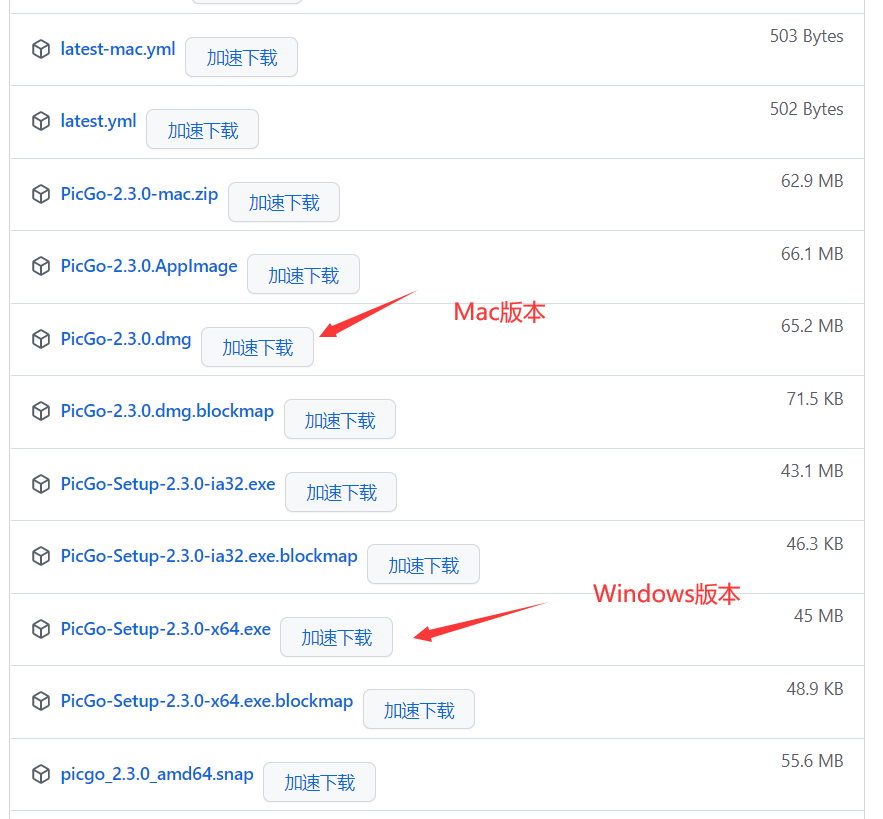 latest-mac.yml 加速下载 503 Bytes
latest.yml 加速下载 502 Bytes
PicGo-2.3.0-mac.zip 加速下载 62.9 MB
PicGo-2.3.0.AppImage 加速下载 66.1 MB
Mac版本
PicGo-2.3.0.dmg 加速下载 65.2 MB
PicGo-2.3.0.dmg.blockmap 加速下载 71.5 KB
PicGo-Setup-2.3.0-ia32.exe 加速下载 43.1 MB
PicGo-Setup-2.3.0-ia32.exe.blockmap 加速下载 46.3 KB
Windows版本
PicGo-Setup-2.3.0-x64.exe 加速下载 45 MB
PicGo-Setup-2.3.0-x64.exe.blockmap 加速下载 48.9 KB
picgo_2.3.0_amd64.snap 加速下载 55.6 MB